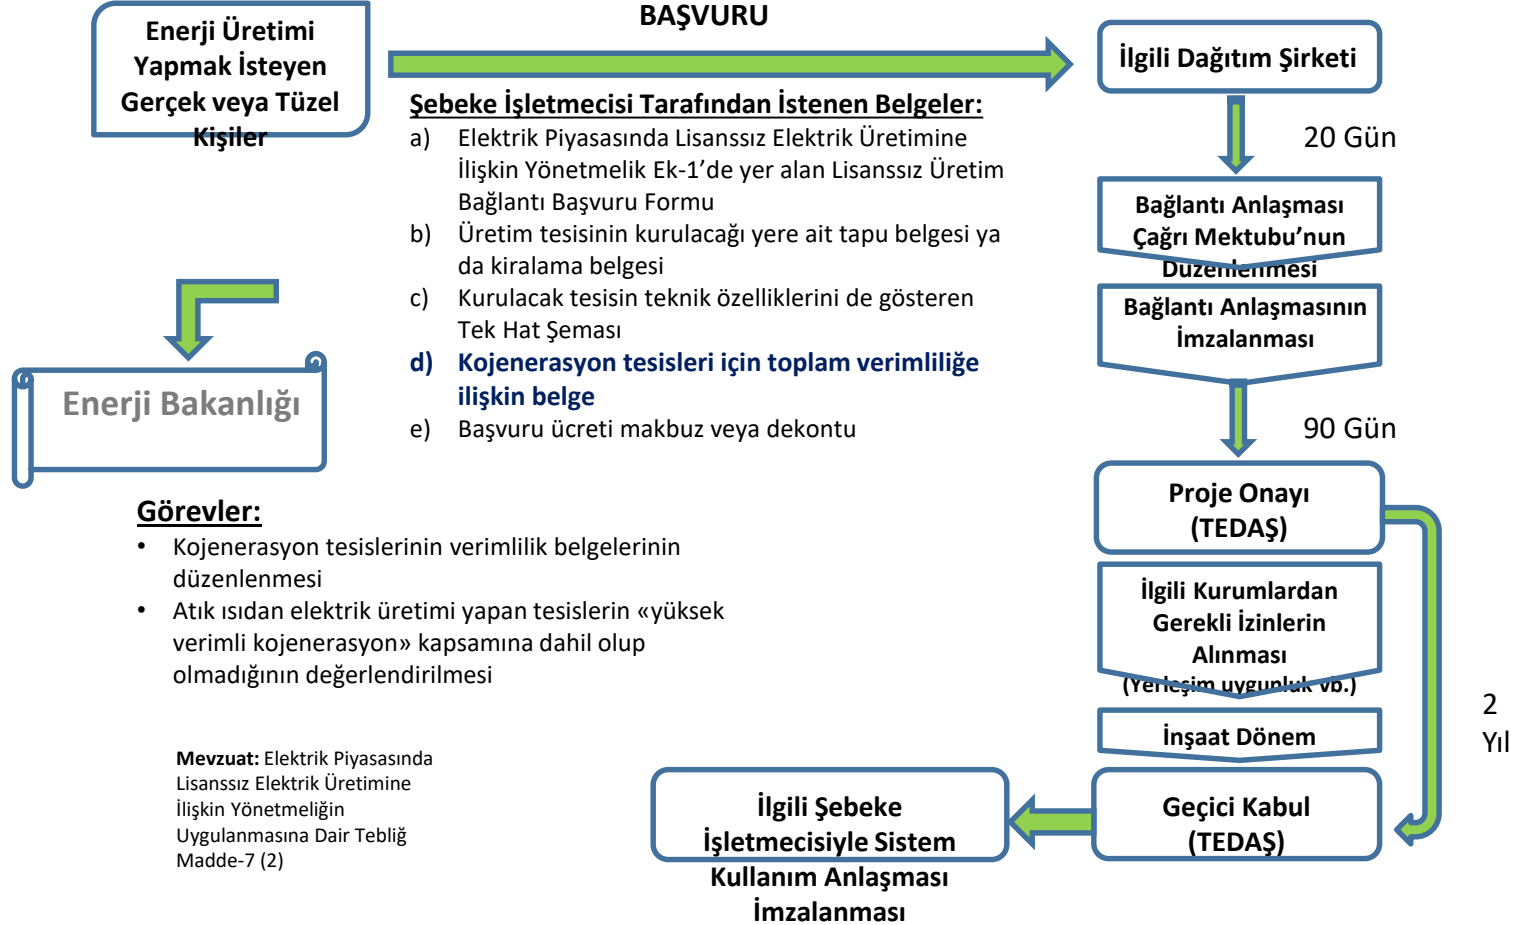 BAŞVURU
Enerji Üretimi
Yapmak İsteyen
Gerçek veya Tüzel
Kişiler
İlgili Dağıtım Şirketi
Şebeke İşletmecisi Tarafından İstenen Belgeler:
a) Elektrik Piyasasında Lisanssız Elektrik Üretimine
İlişkin Yönetmelik Ek-1’de yer alan Lisanssız Üretim
Bağlantı Başvuru Formu
b) Üretim tesisinin kurulacağı yere ait tapu belgesi ya
da kiralama belgesi
c) Kurulacak tesisin teknik özelliklerini de gösteren
Tek Hat Şeması
d) Kojenerasyon tesisleri için toplam verimliliğe
ilişkin belge
e) Başvuru ücreti makbuz veya dekontu
20 Gün
Bağlantı Anlaşması
Çağrı Mektubu’nun
Düzenlenmesi
Bağlantı Anlaşmasının
İmzalanması
90 Gün
Enerji Bakanlığı
Görevler:
• Kojenerasyon tesislerinin verimlilik belgelerinin
düzenlenmesi
• Atık ısıdan elektrik üretimi yapan tesislerin «yüksek
verimli kojenerasyon» kapsamına dahil olup
olmadığının değerlendirilmesi
Proje Onayı
(TEDAŞ)
İlgili Kurumlardan
Gerekli İzinlerin
Alınması
(Yerleşim uygunluk vb.)
2
Yıl
İnşaat Dönem
Geçici Kabul
(TEDAŞ)
İlgili Şebeke
İşletmecisiyle Sistem
Kullanım Anlaşması
İmzalanması
Mevzuat: Elektrik Piyasasında
Lisanssız Elektrik Üretimine
İlişkin Yönetmeliğin
Uygulanmasına Dair Tebliğ
Madde-7 (2)